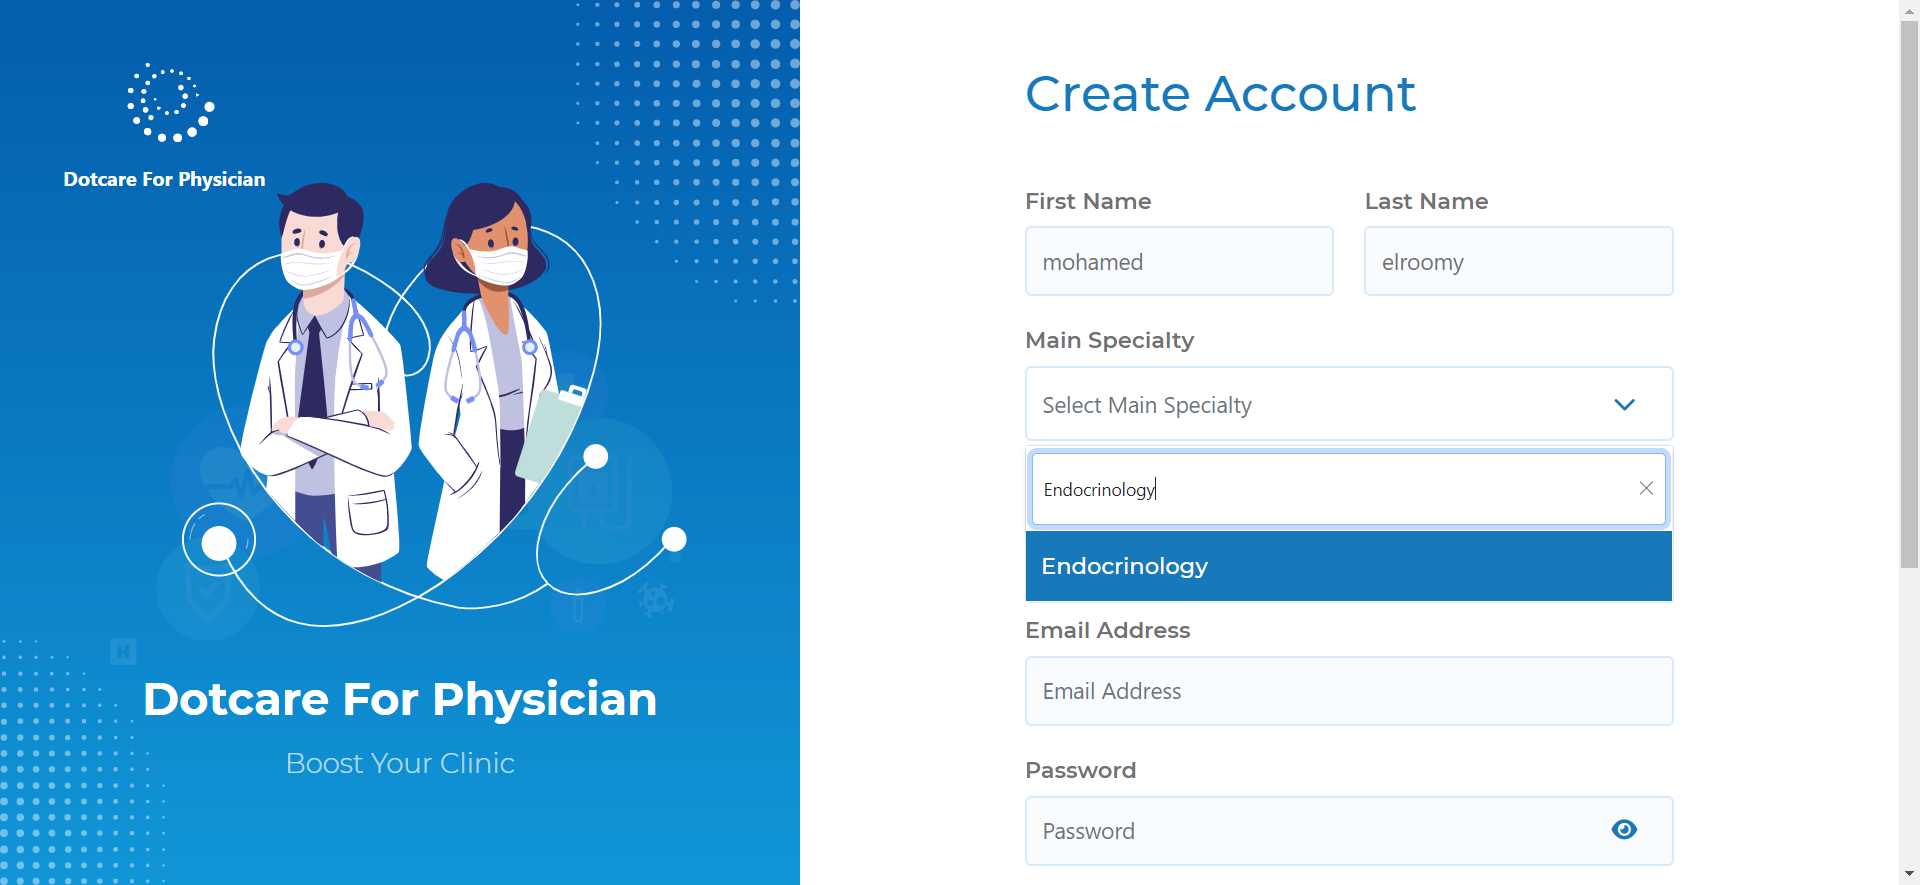 Dotcare For Physician
Dotcare For Physician
Boost Your Clinic
Create Account
First Name
Last Name
mohamed
elroomy
Main Specialty
Select Main Specialty
Endocrinology
Endocrinology
Email Address
Email Address
Password
Password